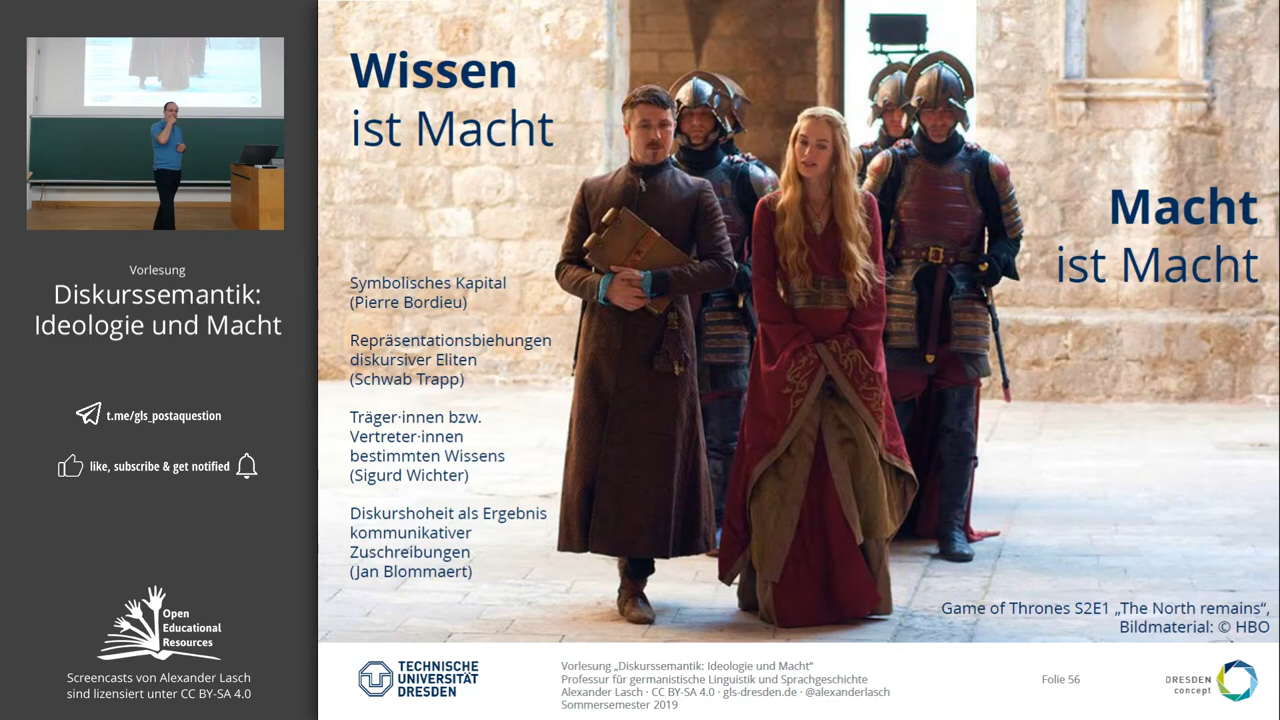 Vorlesung
Diskurssemantik:
Ideologie und Macht
t.me/gls_postaquestion
like, subscribe & get notified
Open
Educational
Resources
Screencasts von Alexander Lasch
sind lizensiert unter CC BY-SA 4.0
Wissen
ist Macht
Macht
ist Macht
Symbolisches Kapital
(Pierre Bordieu)
Repräsentationsbiehungen
diskursiver Eliten
(Schwab Trapp)
Träger·innen bzw.
Vertreter·innen
bestimmten Wissens
(Sigurd Wichter)
Diskurshoheit als Ergebnis
kommunikativer
Zuschreibungen
(Jan Blommaert)
Game of Thrones S2E1 „The North remains“,
Bildmaterial: © HBO
TECHNISCHE
UNIVERSITÄT
DRESDEN
Vorlesung „Diskurssemantik: Ideologie und Macht“
Professur für germanistische Linguistik und Sprachgeschichte
Alexander Lasch · CC BY-SA 4.0 · gls-dresden.de · @alexanderlasch
Sommersemester 2019
Folie 56
DRESDEN
concept